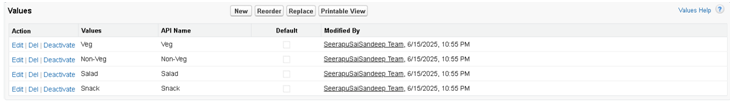 Values New Reorder Replace Printable View Values Help ?
Action Values API Name Default Modified By
Edit | Del | Deactivate Veg Veg SeerapuSaiSandeep Team, 6/15/2025, 10:55 PM
Edit | Del | Deactivate Non-Veg Non-Veg SeerapuSaiSandeep Team, 6/15/2025, 10:55 PM
Edit | Del | Deactivate Salad Salad SeerapuSaiSandeep Team, 6/15/2025, 10:55 PM
Edit | Del | Deactivate Snack Snack SeerapuSaiSandeep Team, 6/15/2025, 10:55 PM